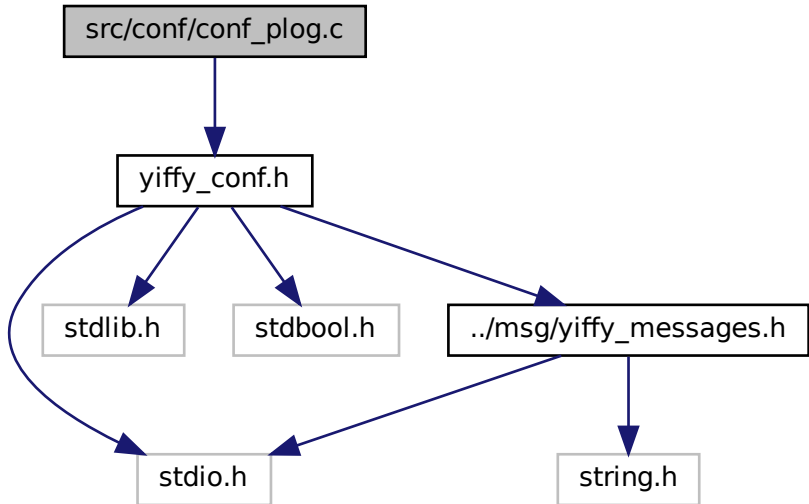 src/conf/conf_plog.c
yiffy_conf.h
stdlib.h
stdbool.h
../msg/yiffy_messages.h
stdio.h
string.h